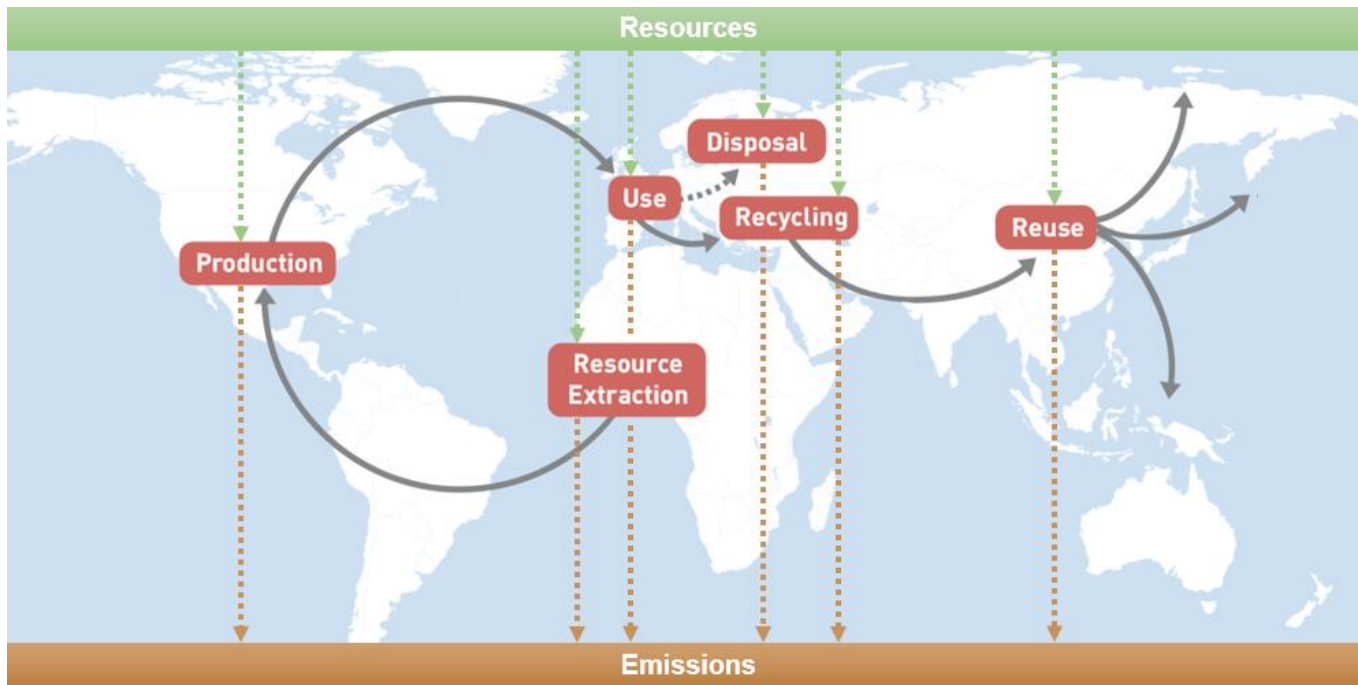 Resources
Disposal
Use
Recycling
Reuse
Production
Resource
Extraction
Emissions